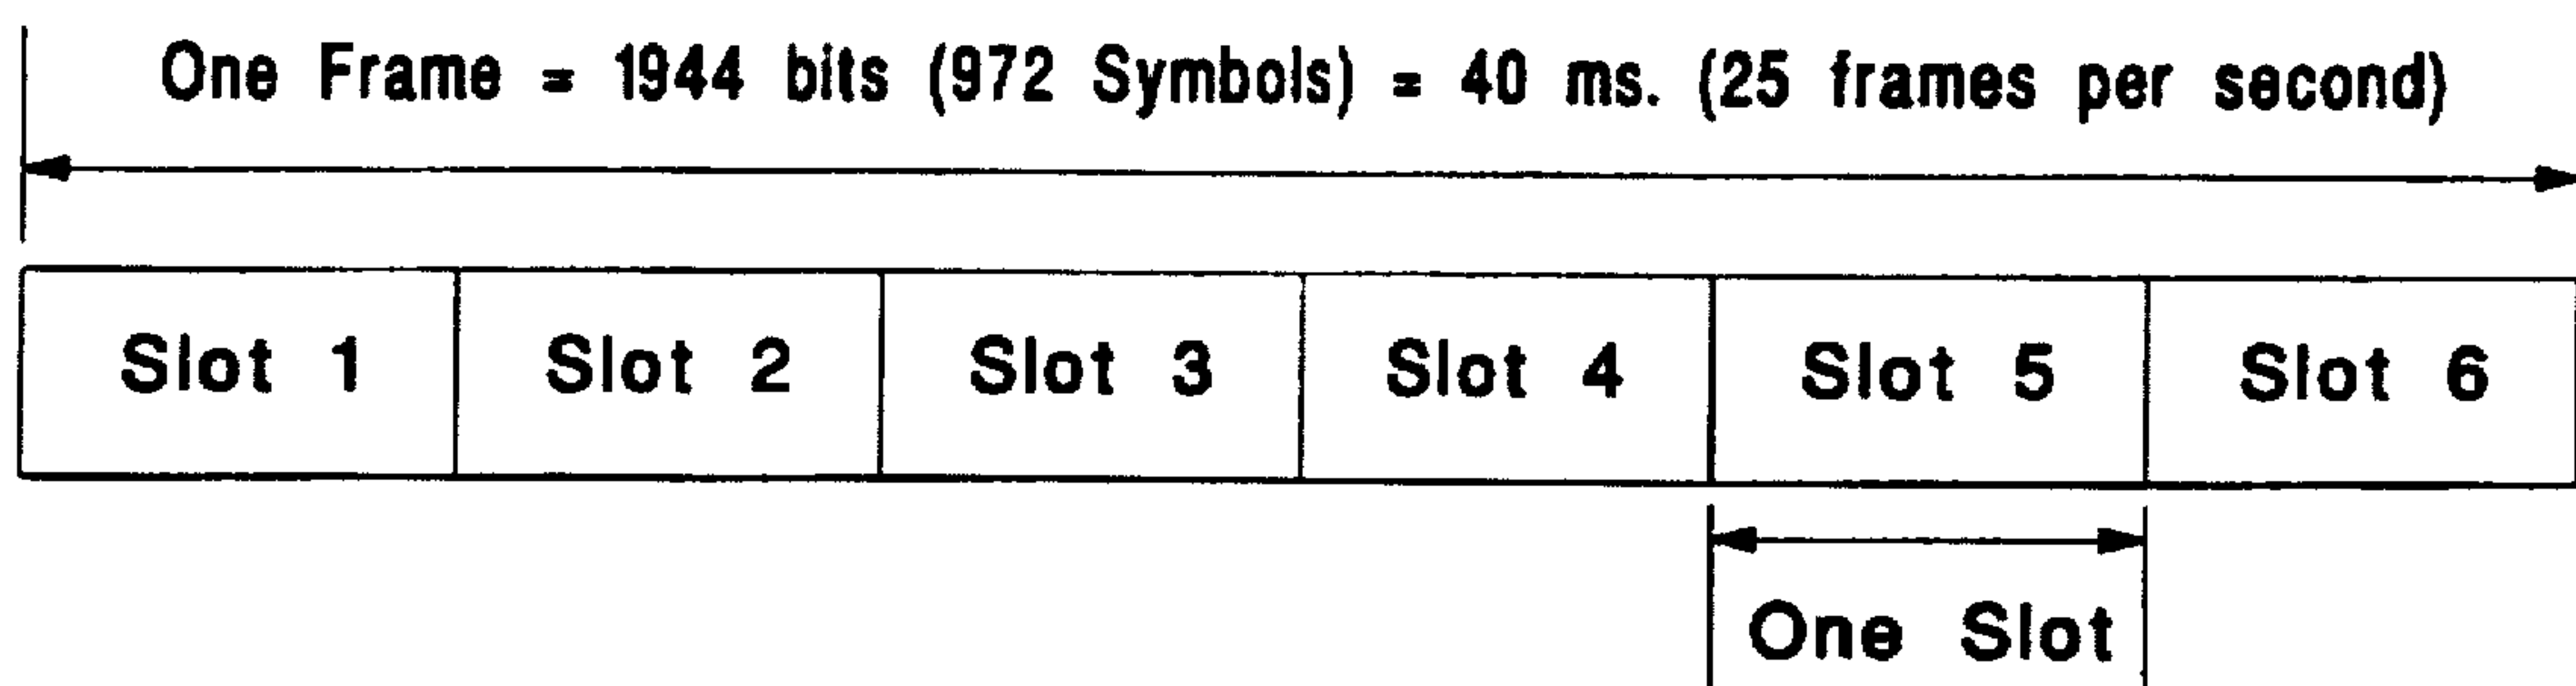 One Frame = 1944 bits (972 Symbols) = 40 ms. (25 frames per second)
Slot 1 Slot 2 Slot 3 Slot 4 Slot 5 Slot 6
One Slot